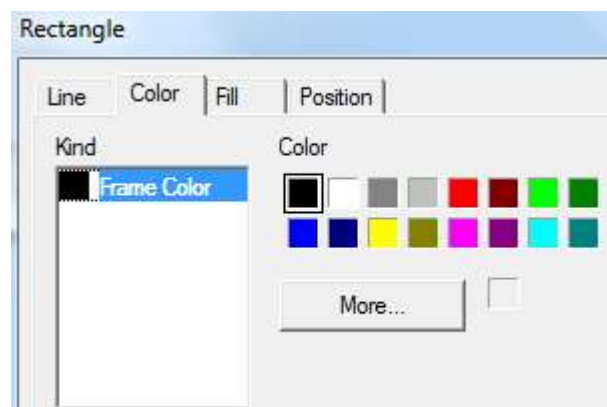 Rectangle
Line Color Fill Position
Kind Color
Frame Color
More...